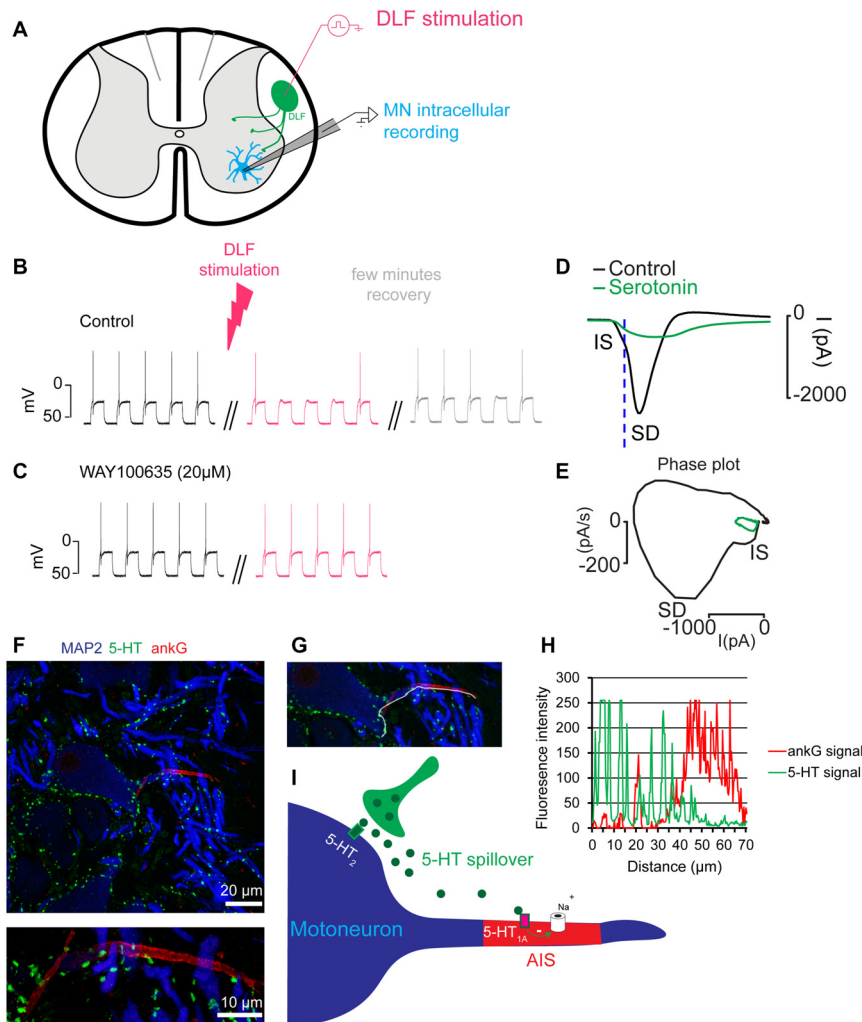 A
DLF stimulation
DLF
MN intracellular
recording
B
DLF
stimulation
few minutes
recovery
Control
0
50
mV
C
WAY100635 (20µM)
0
50
mV
D
Control
Serotonin
IS
SD
0
-2000
I(pA)
E
Phase plot
0
-200
(pA/s)
IS
SD
-1000
0
I(pA)
F
MAP2 5-HT ankG
20 µm
10 µm
G
H
300
250
200
150
100
50
0
Fluoresence intensity
0 10 20 30 40 50 60 70
Distance (µm)
ankG signal
5-HT signal
I
5-HT2
5-HT spillover
Na+
Motoneuron
5-HT1A
-
AIS